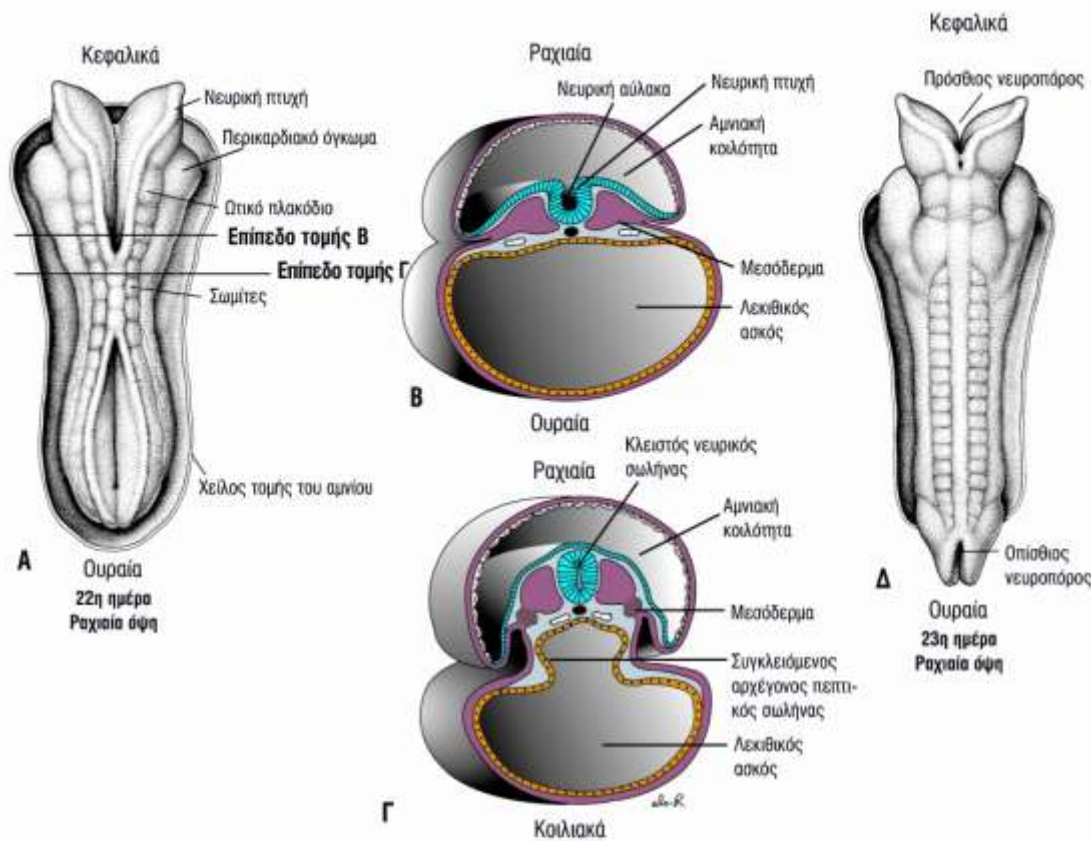 Κεφαλικά
Νευρική πτυχή
Περικαρδιακό όγκωμα
Ωτικό πλακόδιο
Επίπεδο τομής Β
Επίπεδο τομής Γ
Σωμίτες
Χείλος τομής του αμνίου
Α
Ουραία
22η ημέρα
Ραχιαία όψη
Ραχιαία
Νευρική αύλακα
Νευρική πτυχή
Αμνιακή
κοιλότητα
Μεσόδερμα
Λεκιθικός
ασκός
Β
Ουραία
Ραχιαία
Κλειστός νευρικός
σωλήνας
Αμνιακή
κοιλότητα
Μεσόδερμα
Συγκλειόμενος
αρχέγονος πεπτι-
κός σωλήνας
Λεκιθικός
ασκός
Γ
Κοιλιακά
Κεφαλικά
Πρόσθιος νευροπόρος
Οπίσθιος
νευροπόρος
Δ
Ουραία
23η ημέρα
Ραχιαία όψη